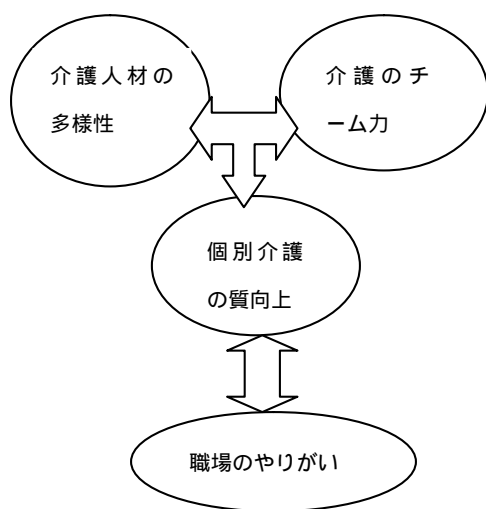 介護人材の
多様性
介護のチ
ーム力
個別介護
の質向上
職場のやりがい